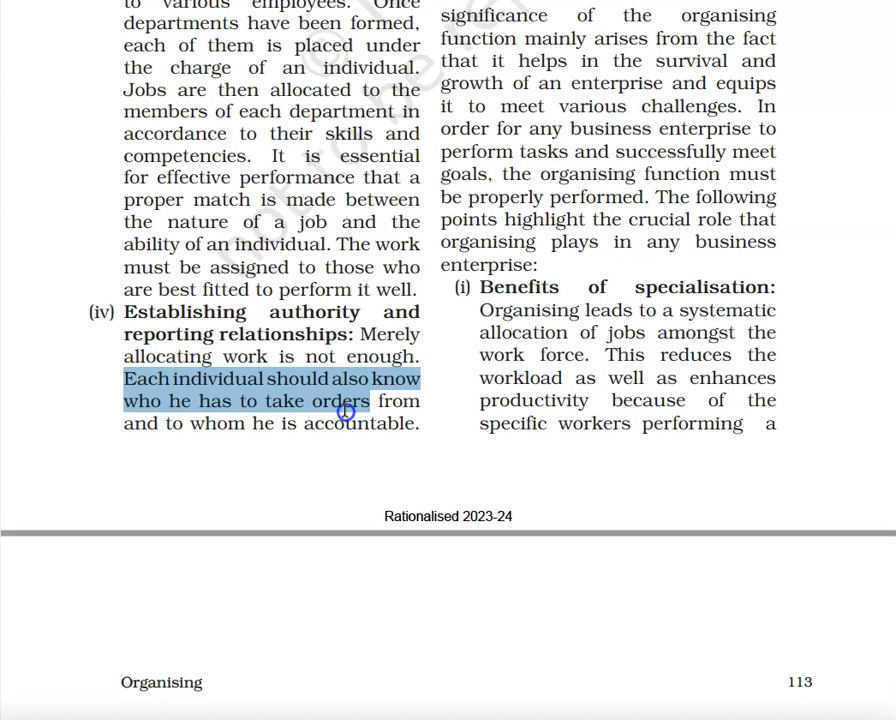 to various employees. Once
departments have been formed,
each of them is placed under
the charge of an individual.
Jobs are then allocated to the
members of each department in
accordance to their skills and
competencies. It is essential
for effective performance that a
proper match is made between
the nature of a job and the
ability of an individual. The work
must be assigned to those who
are best fitted to perform it well.
(iv) Establishing authority and
reporting relationships: Merely
allocating work is not enough.
Each individual should also know
who he has to take orders from
and to whom he is accountable.
significance of the organising
function mainly arises from the fact
that it helps in the survival and
growth of an enterprise and equips
it to meet various challenges. In
order for any business enterprise to
perform tasks and successfully meet
goals, the organising function must
be properly performed. The following
points highlight the crucial role that
organising plays in any business
enterprise:
(i) Benefits of specialisation:
Organising leads to a systematic
allocation of jobs amongst the
work force. This reduces the
workload as well as enhances
productivity because of the
specific workers performing a
not to be re
Rationalised 2023-24
Organising
113